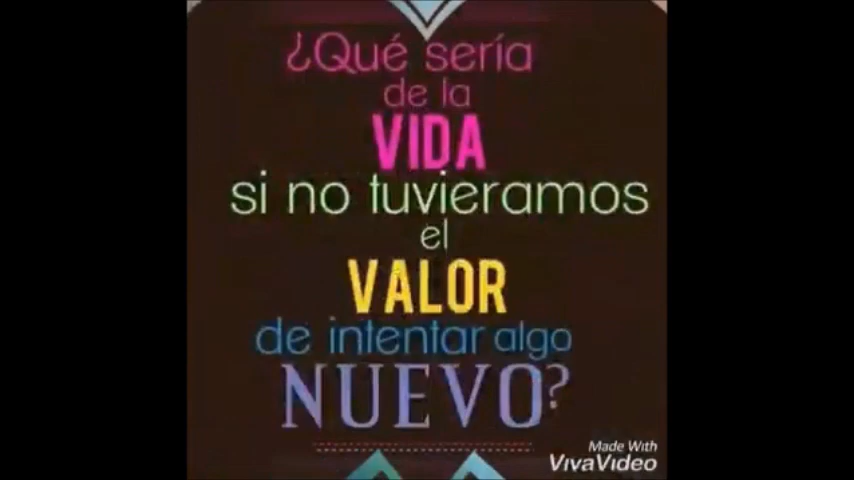 ¿Qué sería
de la
VIDA
si no tuvieramos
el
VALOR
de intentar algo
NUEVO?
Made With
VivaVideo